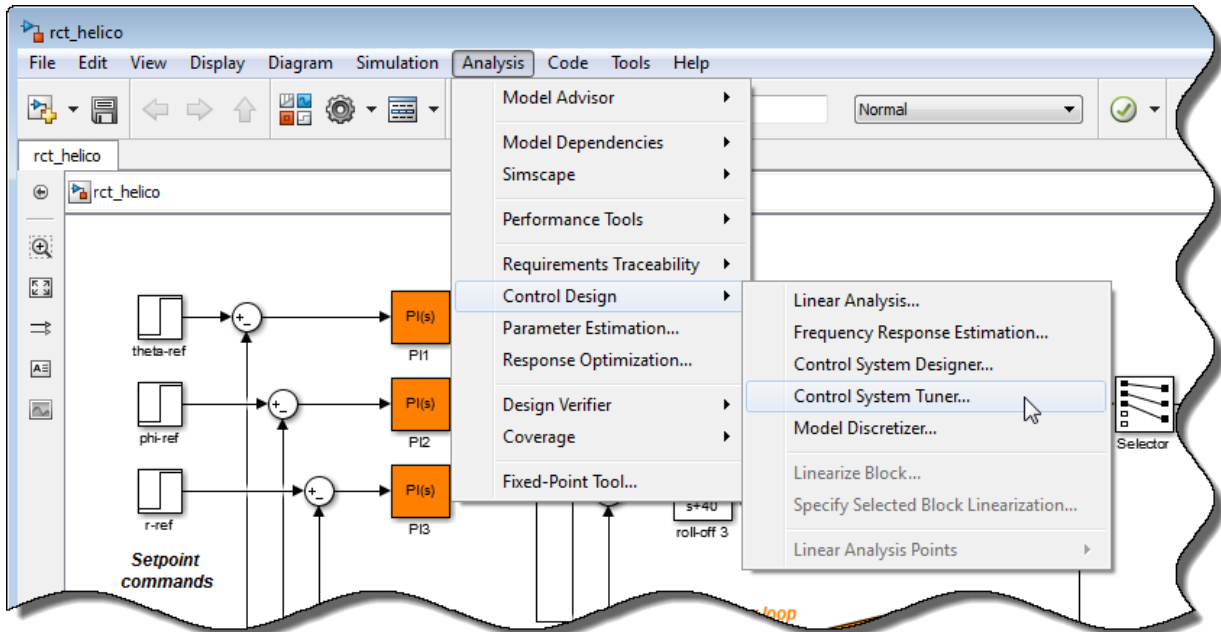 rct_helico
File Edit View Display Diagram Simulation Analysis Code Tools Help
Normal
rct_helico
rct_helico
Model Advisor
Model Dependencies
Simscape
Performance Tools
Requirements Traceability
Control Design
Parameter Estimation...
Response Optimization...
Design Verifier
Coverage
Fixed-Point Tool...
Linear Analysis...
Frequency Response Estimation...
Control System Designer...
Control System Tuner...
Model Discretizer...
Linearize Block...
Specify Selected Block Linearization...
Linear Analysis Points
theta-ref
PI(s)
PI1
phi-ref
PI(s)
PI2
r-ref
PI(s)
PI3
Setpoint
commands
s+40
roll-off 3
Selector
loop